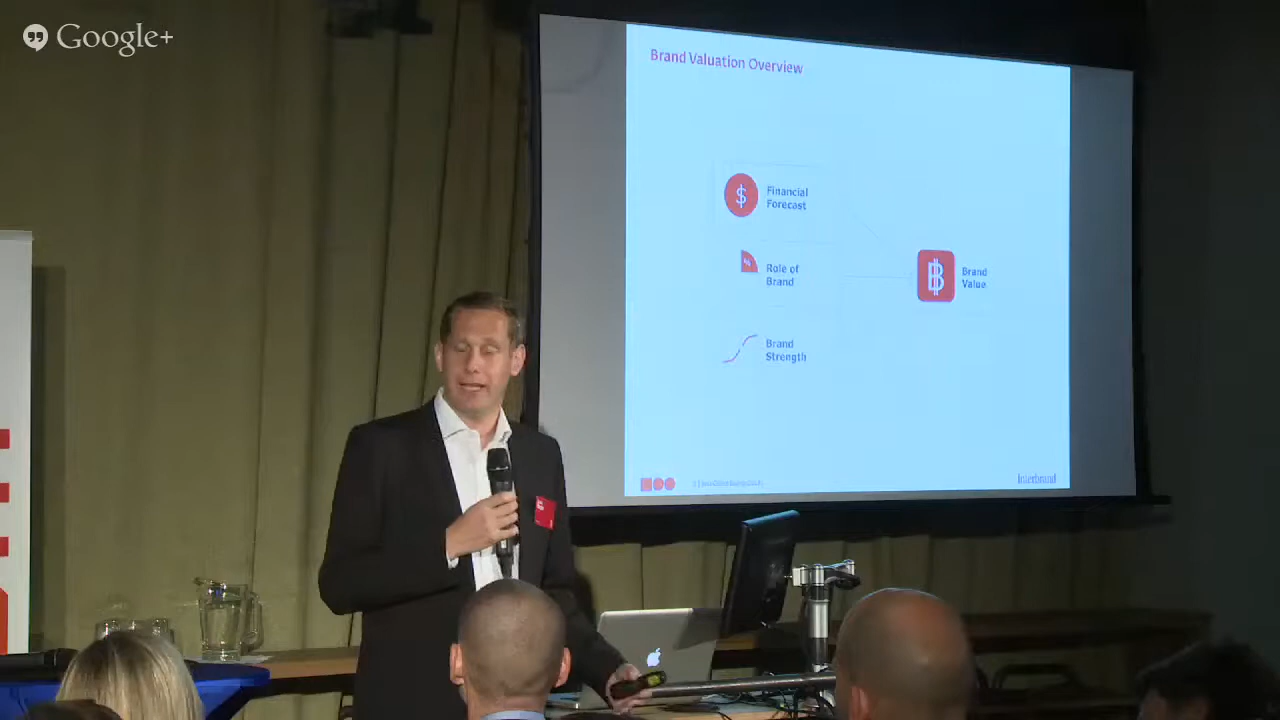 Google+
Brand Valuation Overview
$
Financial
Forecast
%
Role of
Brand
Brand
Value
Brand
Strength
Interbrand